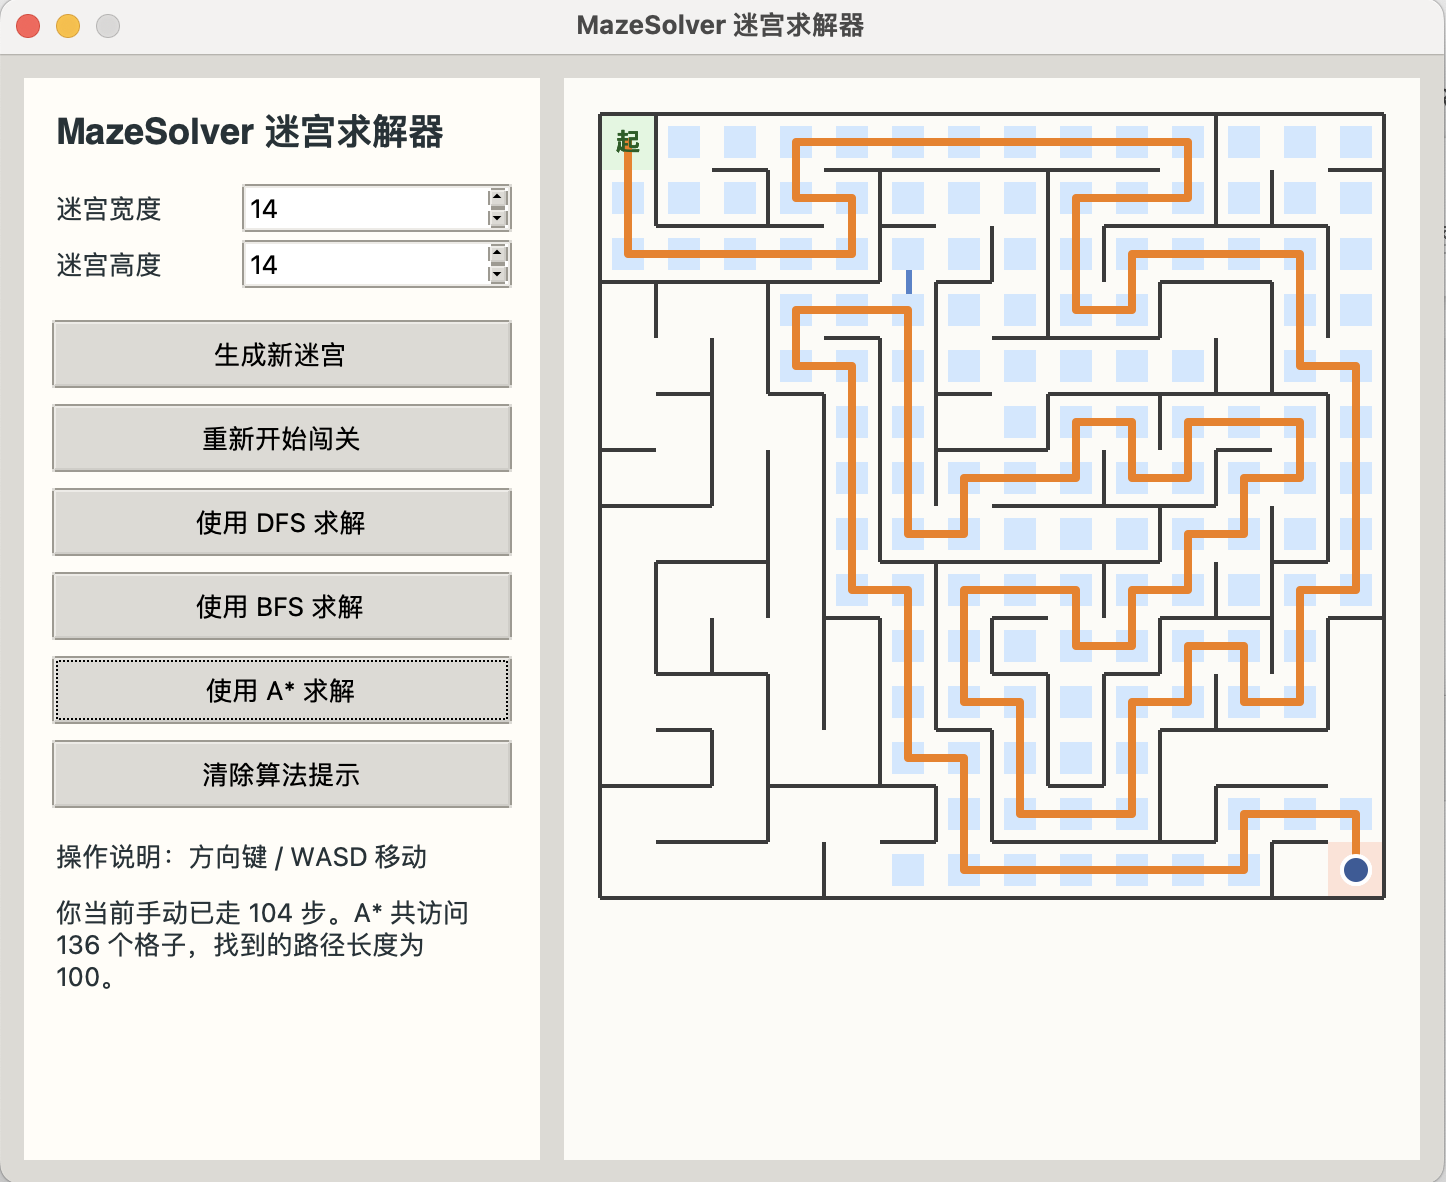 MazeSolver 迷宫求解器
MazeSolver 迷宫求解器
迷宫宽度 14
迷宫高度 14
生成新迷宫
重新开始闯关
使用 DFS 求解
使用 BFS 求解
使用 A* 求解
清除算法提示
操作说明：方向键 / WASD 移动
你当前手动已走 104 步。A* 共访问
136 个格子，找到的路径长度为
100。
起